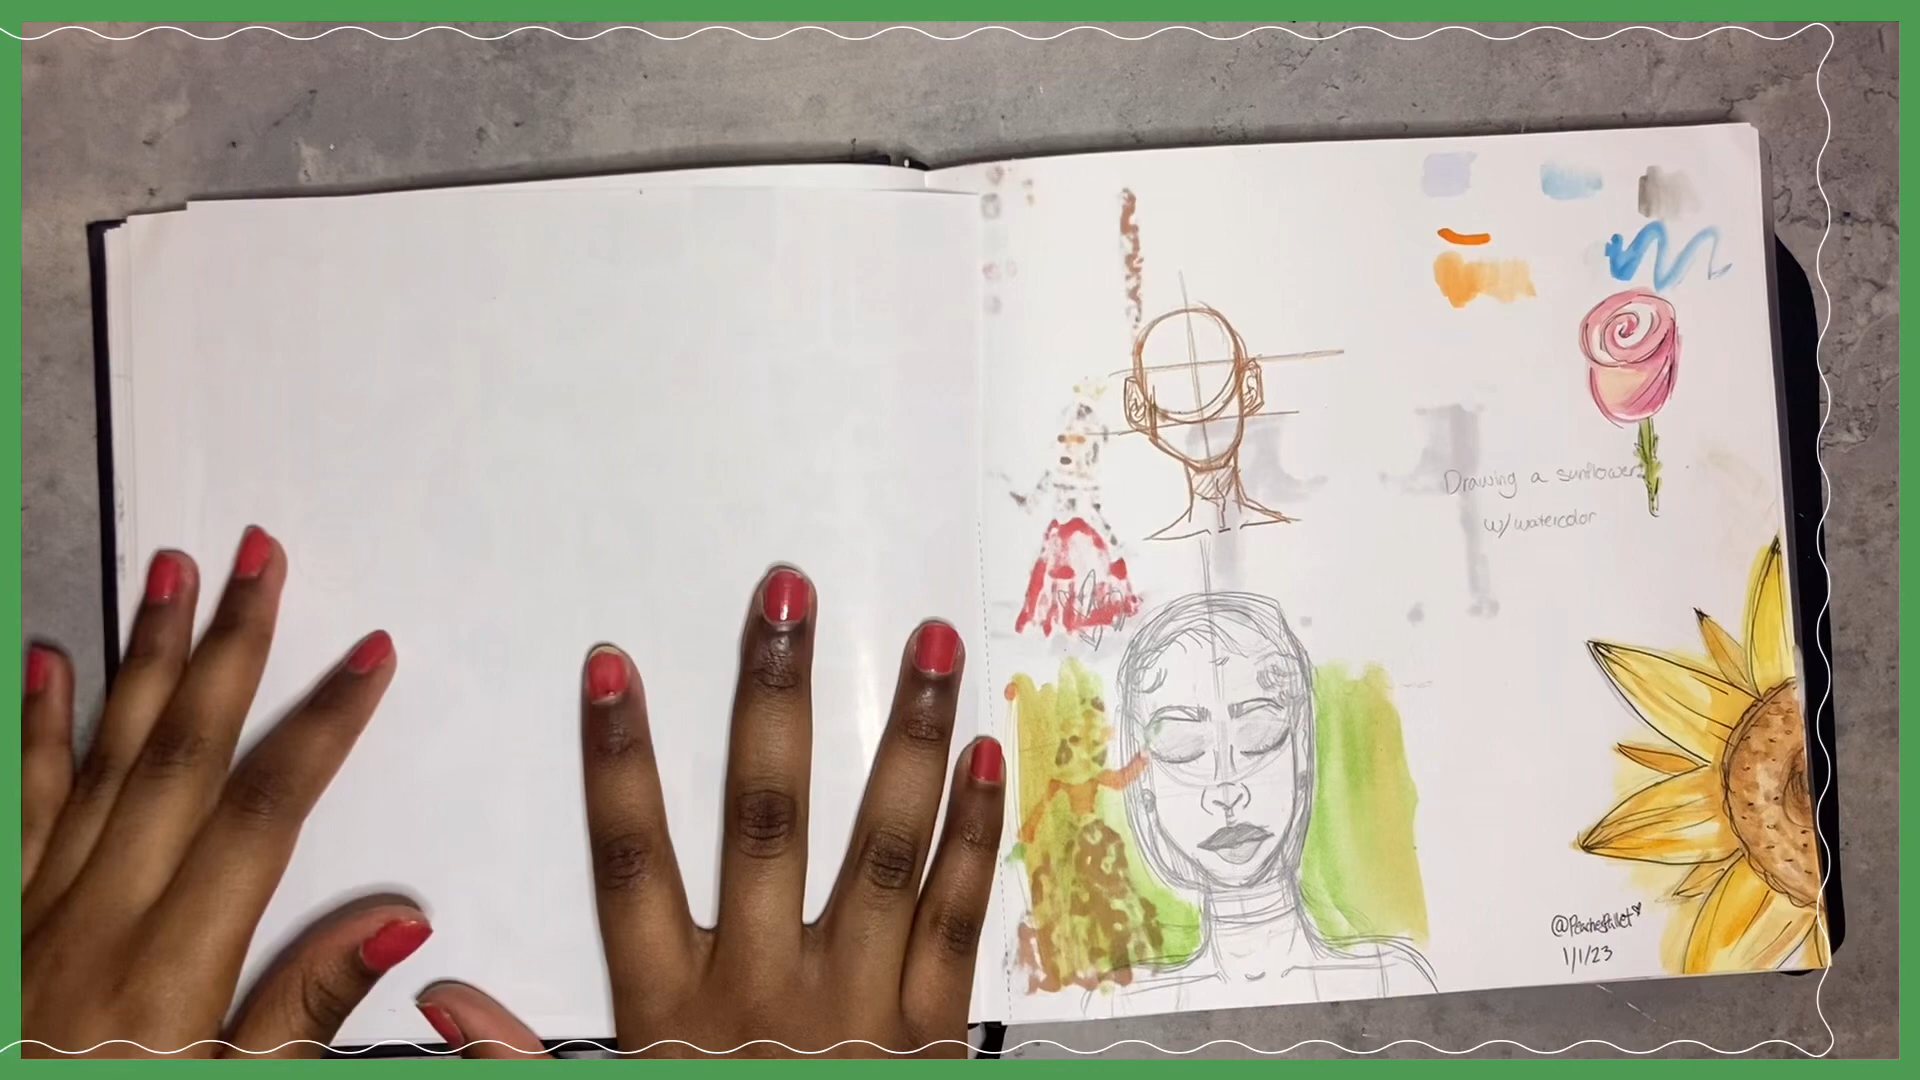 Drawing a sunflower
w/watercolor
@PeachesPallet
1/1/23